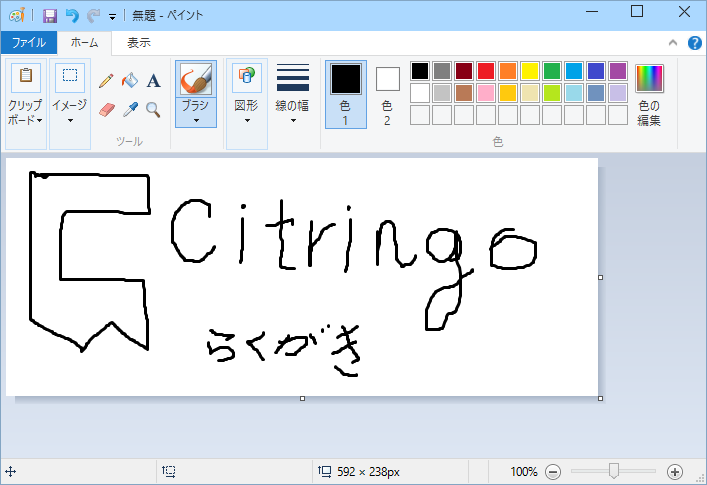 無題 - ペイント
ファイル ホーム 表示
クリップボード イメージ ツール ブラシ 図形 線の幅 色1 色2 色の編集
色
Citringo
らくがき
592 × 238px 100%